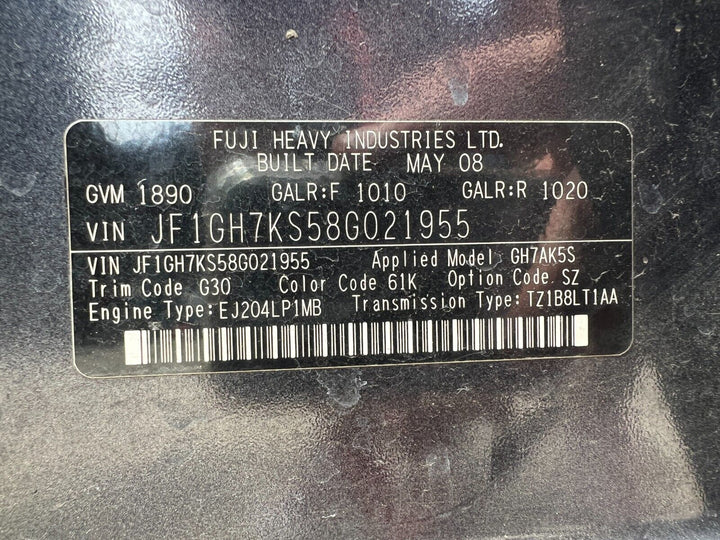 FUJI HEAVY INDUSTRIES LTD.
BUILT DATE MAY 08
GVM 1890 GALR:F 1010 GALR:R 1020
VIN JF1GH7KS58G021955
VIN JF1GH7KS58G021955 Applied Model GH7AK5S
Trim Code G30 Color Code 61K Option Code SZ
Engine Type:EJ204LP1MB Transmission Type:TZ1B8LT1AA